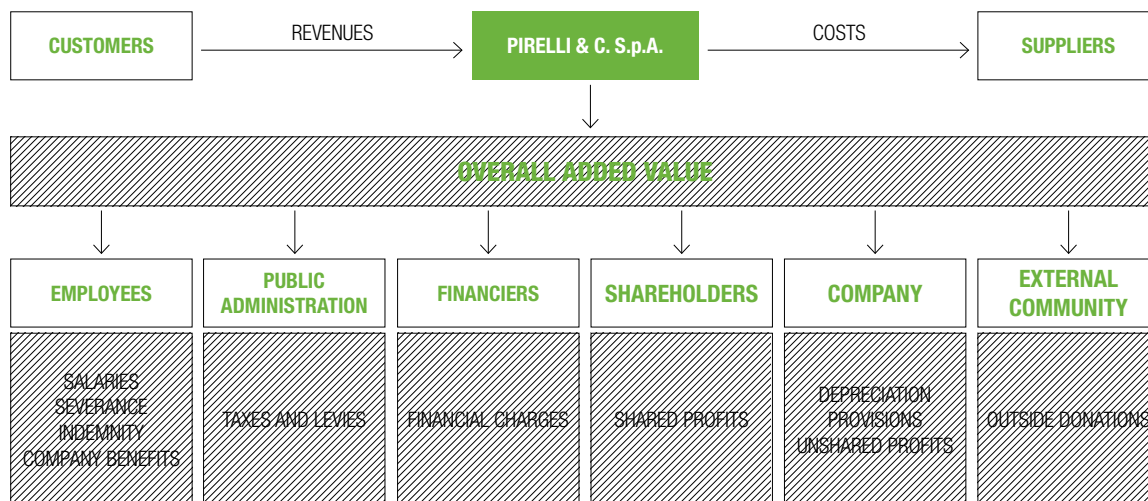 CUSTOMERS
REVENUES
PIRELLI & C. S.p.A.
COSTS
SUPPLIERS
OVERALL ADDED VALUE
EMPLOYEES
PUBLIC
ADMINISTRATION
FINANCIERS
SHAREHOLDERS
COMPANY
EXTERNAL
COMMUNITY
SALARIES
SEVERANCE
INDEMNITY
COMPANY BENEFITS
TAXES AND LEVIES
FINANCIAL CHARGES
SHARED PROFITS
DEPRECIATION
PROVISIONS
UNSHARED PROFITS
OUTSIDE DONATIONS